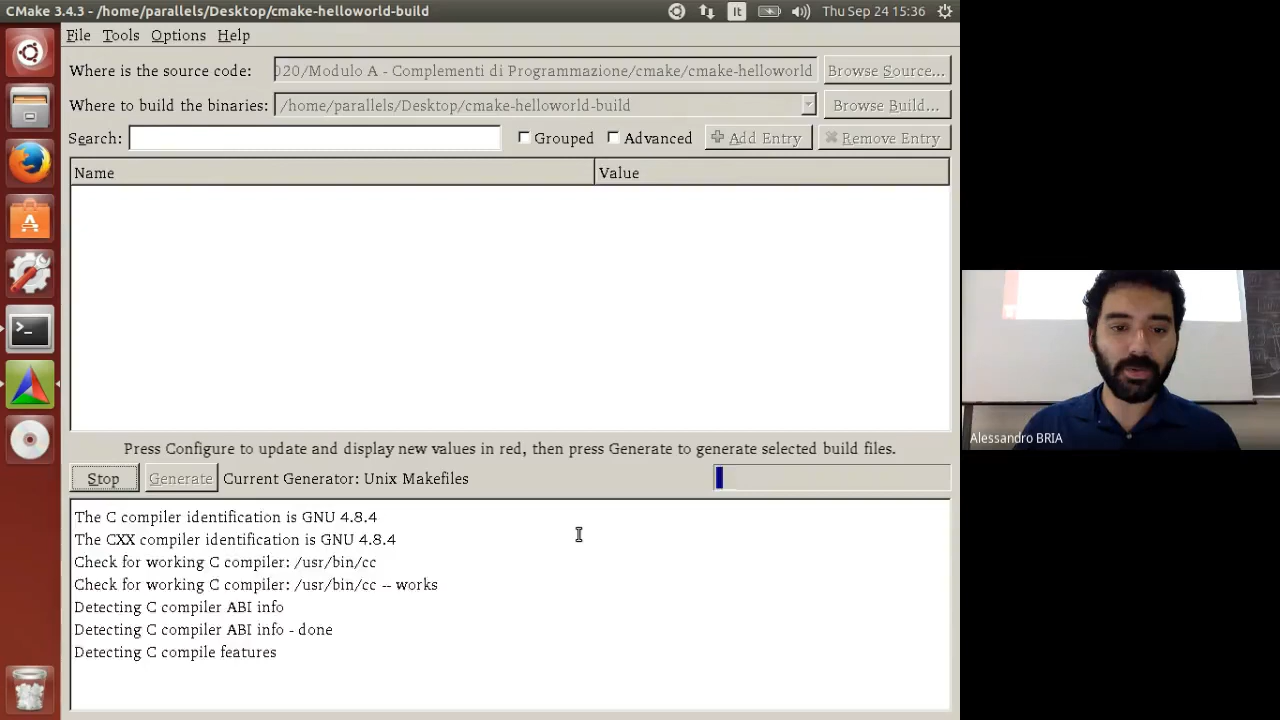 CMake 3.4.3 - /home/parallels/Desktop/cmake-helloworld-build
It
Thu Sep 24 15:36
File Tools Options Help
Where is the source code: 020/Modulo A - Complementi di Programmazione/cmake/cmake-helloworld Browse Source...
Where to build the binaries: /home/parallels/Desktop/cmake-helloworld-build Browse Build...
Search: Grouped Advanced Add Entry Remove Entry
Name Value
Press Configure to update and display new values in red, then press Generate to generate selected build files.
Stop Generate Current Generator: Unix Makefiles
The C compiler identification is GNU 4.8.4
The CXX compiler identification is GNU 4.8.4
Check for working C compiler: /usr/bin/cc
Check for working C compiler: /usr/bin/cc -- works
Detecting C compiler ABI info
Detecting C compiler ABI info - done
Detecting C compile features
Alessandro BRIA